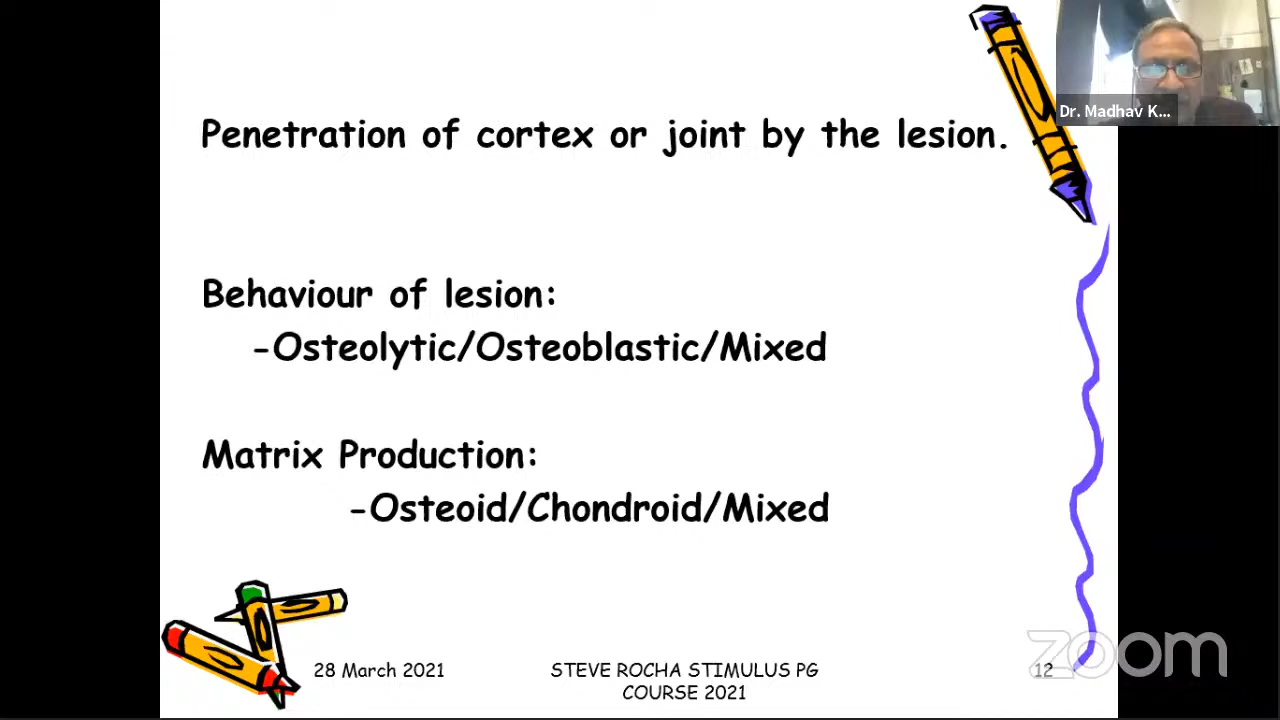 Dr. Madhav K...
Penetration of cortex or joint by the lesion.
Behaviour of lesion:
-Osteolytic/Osteoblastic/Mixed
Matrix Production:
-Osteoid/Chondroid/Mixed
28 March 2021
STEVE ROCHA STIMULUS PG
COURSE 2021
12
zoom